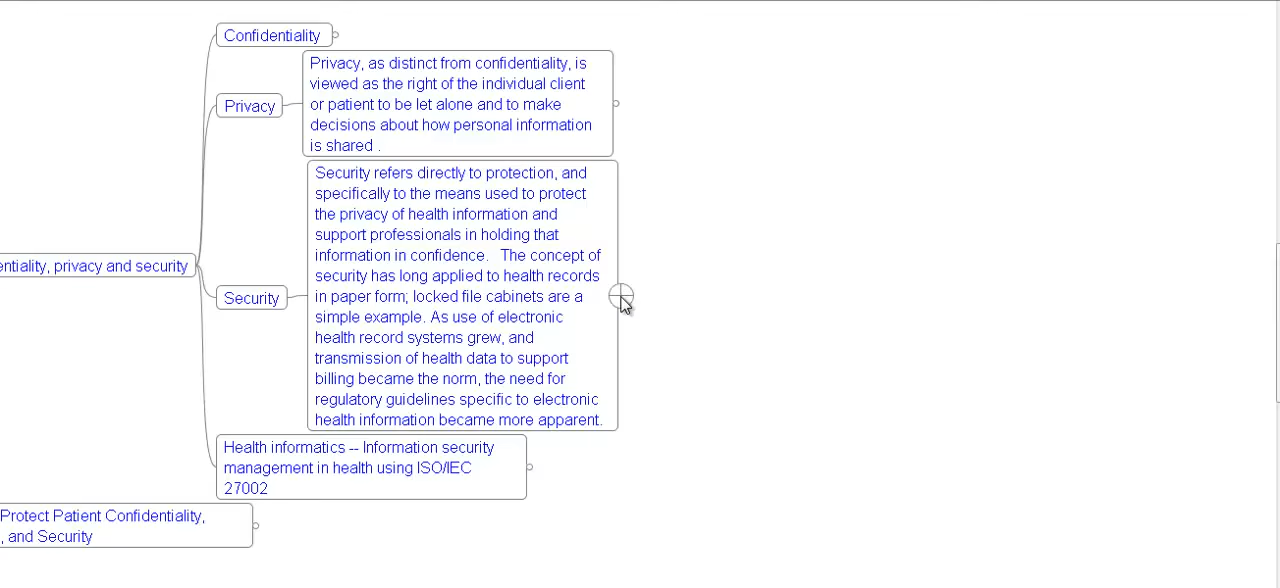 Confidentiality
Privacy, as distinct from confidentiality, is
viewed as the right of the individual client
or patient to be let alone and to make
decisions about how personal information
is shared .
Privacy
Security refers directly to protection, and
specifically to the means used to protect
the privacy of health information and
support professionals in holding that
information in confidence.   The concept of
security has long applied to health records
in paper form; locked file cabinets are a
simple example. As use of electronic
health record systems grew, and
transmission of health data to support
billing became the norm, the need for
regulatory guidelines specific to electronic
health information became more apparent.
entiality, privacy and security
Security
Health informatics -- Information security
management in health using ISO/IEC
27002
Protect Patient Confidentiality,
, and Security